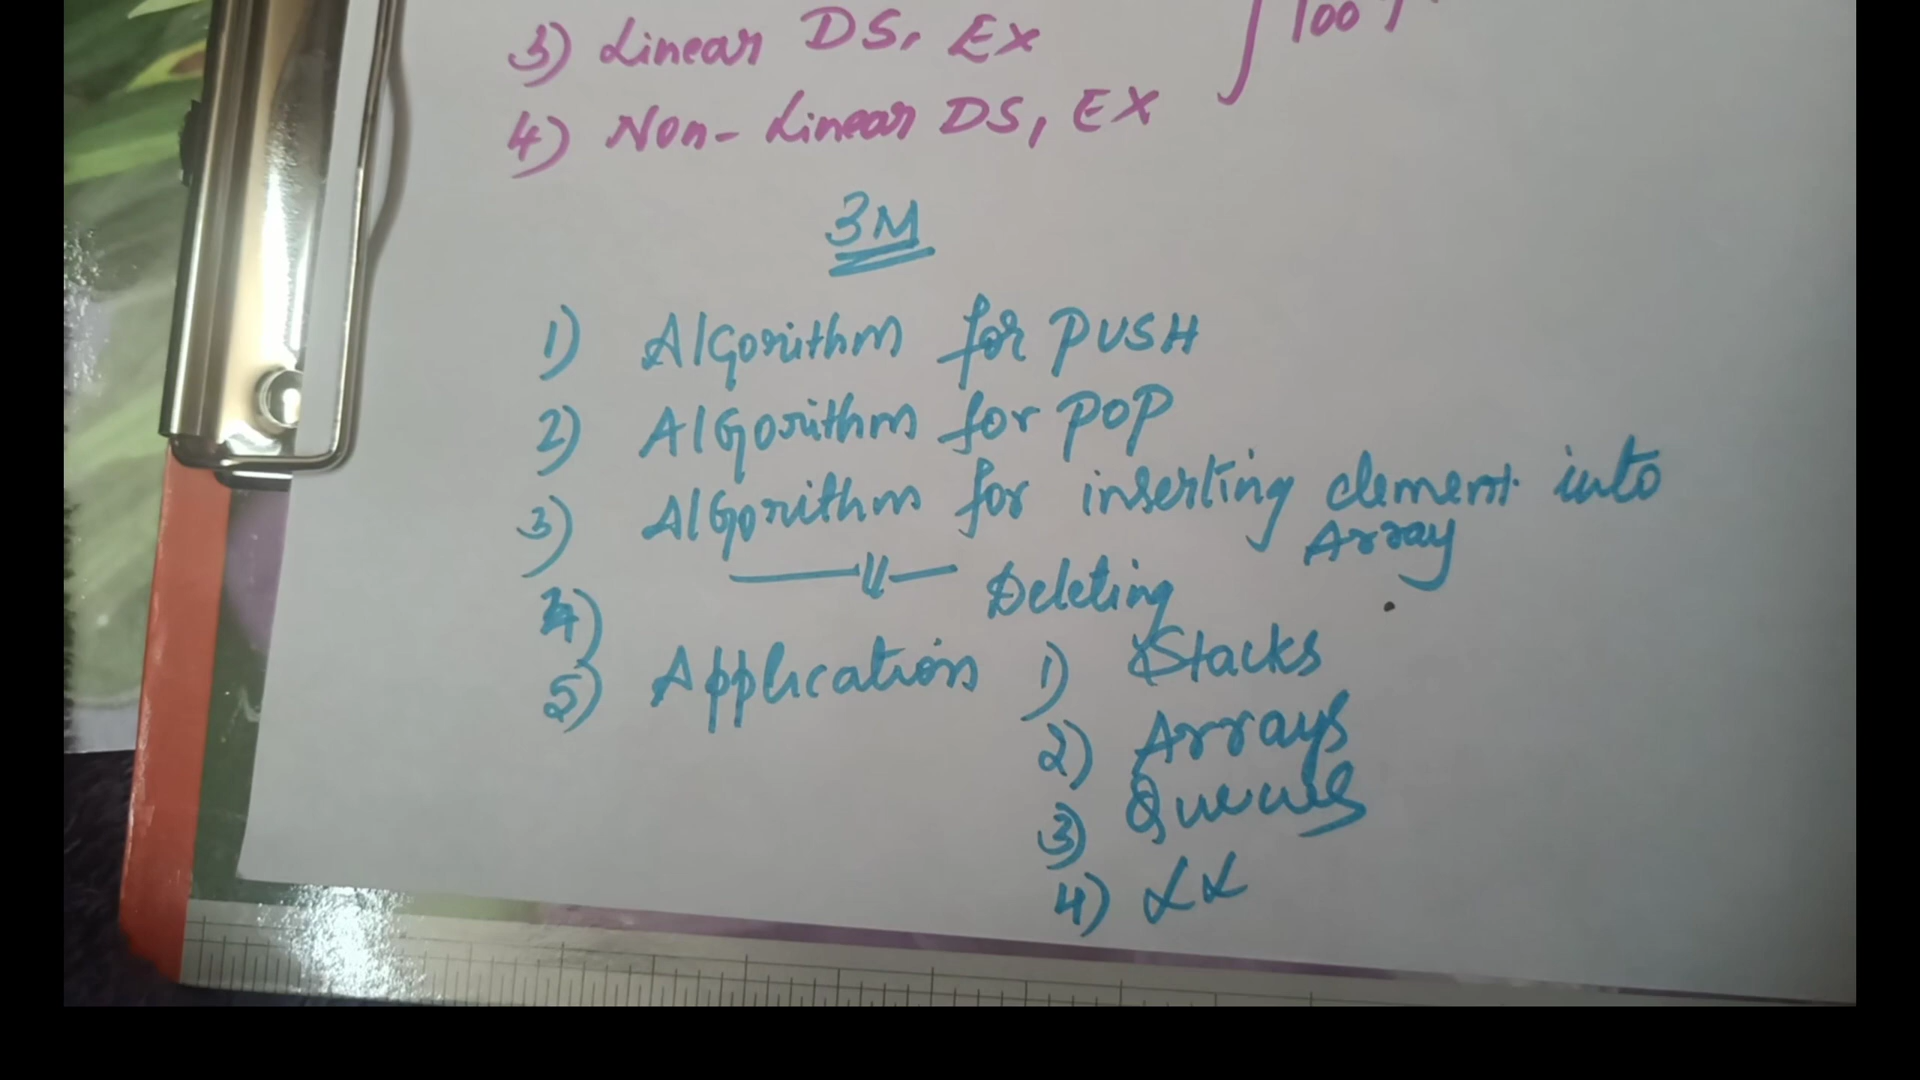 3) Linear DS, EX
4) Non-Linear DS, EX
100%
3M
1) Algorithm for PUSH
2) AlGorithm for POP
3) AlGorithm for inserting element into
Array
4) —〃— Deleting
5) Application 1) Stacks
2) Arrays
3) Queues
4) LL